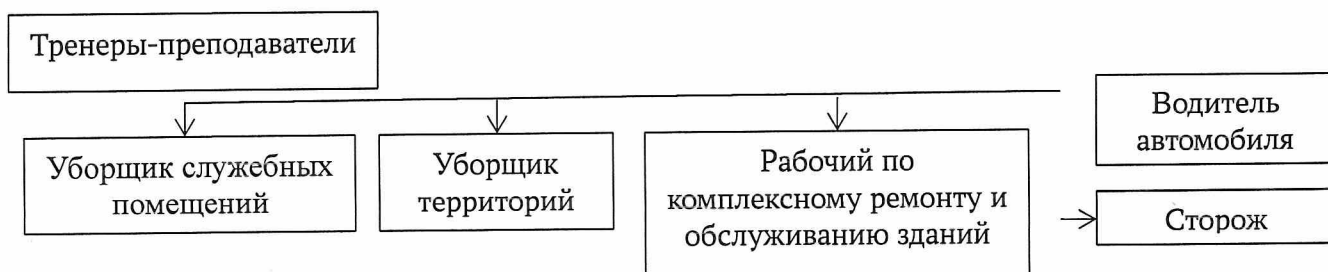 Тренеры-преподаватели
Водитель
автомобиля
Уборщик служебных
помещений
Уборщик
территорий
Рабочий по
комплексному ремонту и
обслуживанию зданий
Сторож